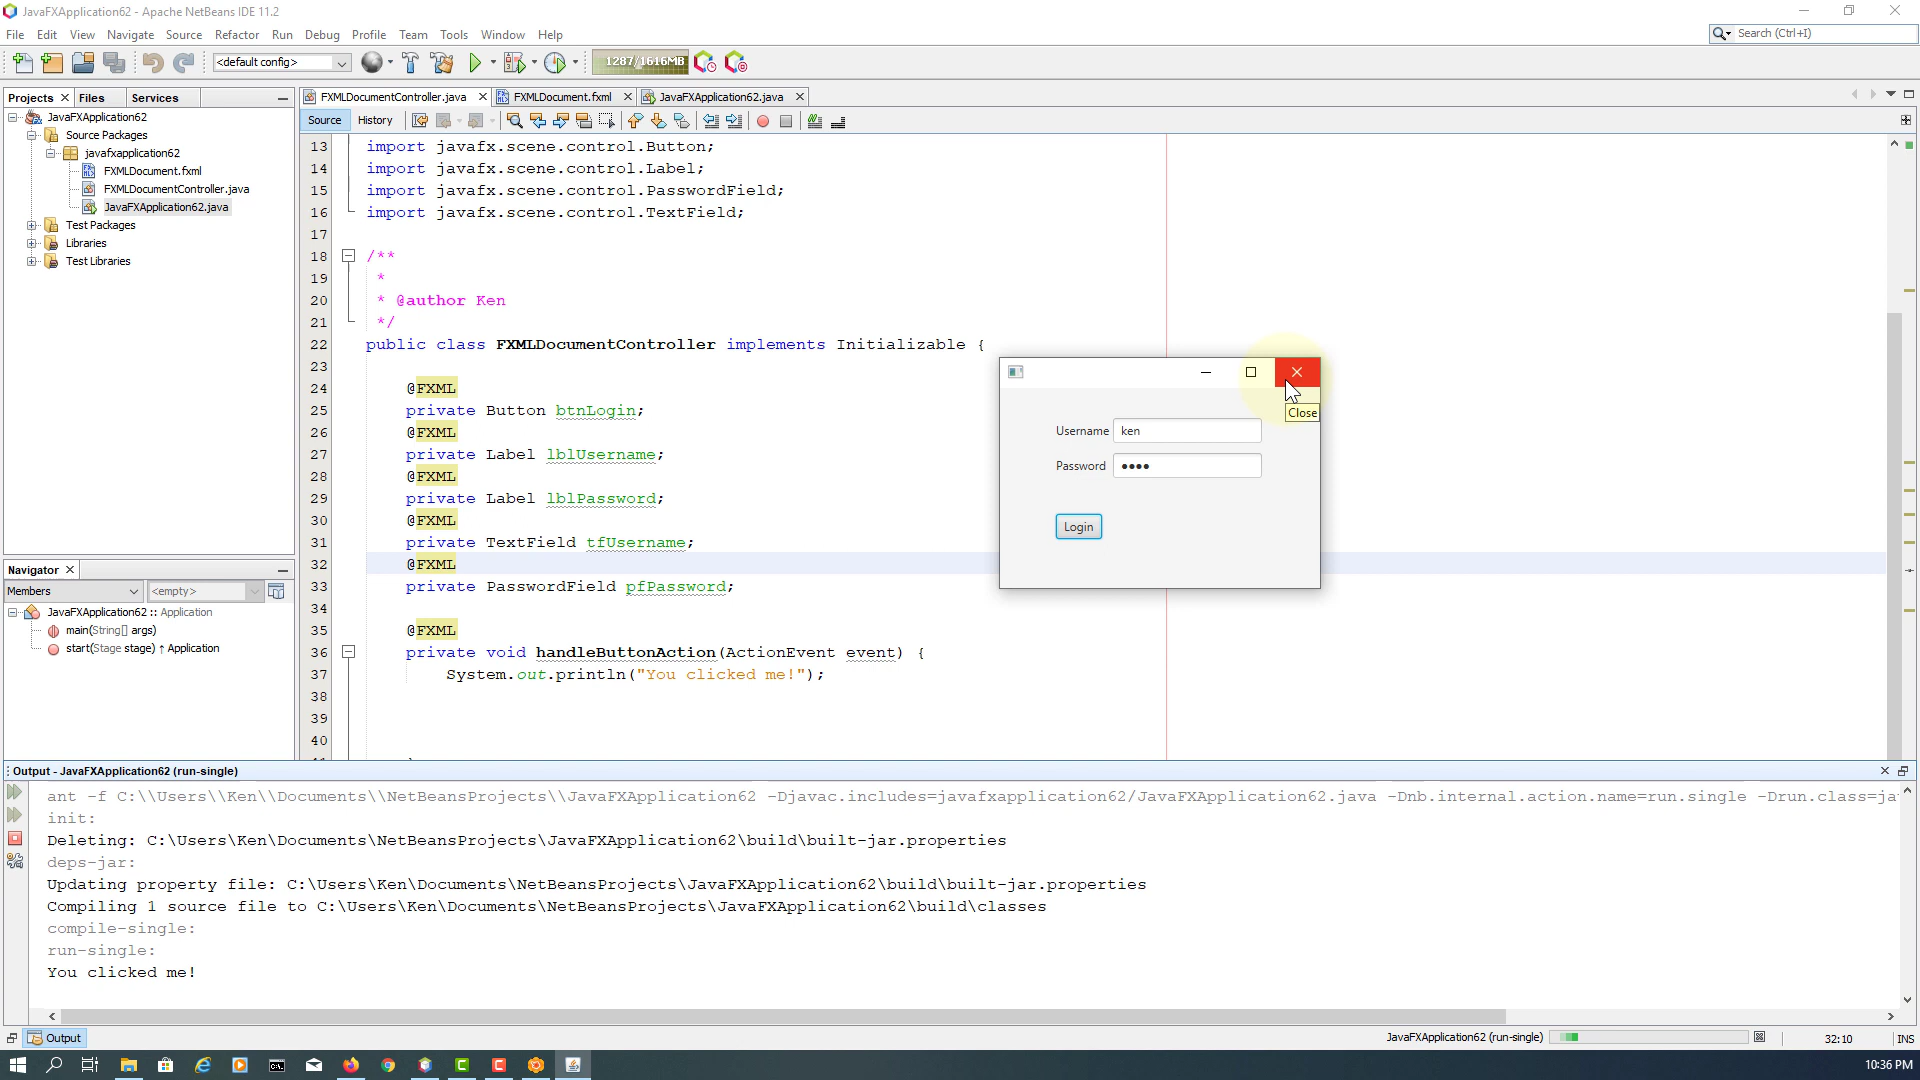 JavaFXApplication62 - Apache NetBeans IDE 11.2
File Edit View Navigate Source Refactor Run Debug Profile Team Tools Window Help
Search (Ctrl+I)
<default config>
1287/1616MB
Projects Files Services
FXMLDocumentController.java FXMLDocument.fxml JavaFXApplication62.java
Source History
JavaFXApplication62
Source Packages
javafxapplication62
FXMLDocument.fxml
FXMLDocumentController.java
JavaFXApplication62.java
Test Packages
Libraries
Test Libraries
Navigator
Members <empty>
JavaFXApplication62 :: Application
main(String[] args)
start(Stage stage) ↑ Application
13 import javafx.scene.control.Button;
14 import javafx.scene.control.Label;
15 import javafx.scene.control.PasswordField;
16 import javafx.scene.control.TextField;
17
18 /**
19 *
20 * @author Ken
21 */
22 public class FXMLDocumentController implements Initializable {
23
24 @FXML
25 private Button btnLogin;
26 @FXML
27 private Label lblUsername;
28 @FXML
29 private Label lblPassword;
30 @FXML
31 private TextField tfUsername;
32 @FXML
33 private PasswordField pfPassword;
34
35 @FXML
36 private void handleButtonAction(ActionEvent event) {
37 System.out.println("You clicked me!");
38
39
40
Close
Username ken
Password ••••
Login
Output - JavaFXApplication62 (run-single)
ant -f C:\\Users\\Ken\\Documents\\NetBeansProjects\\JavaFXApplication62 -Djavac.includes=javafxapplication62/JavaFXApplication62.java -Dnb.internal.action.name=run.single -Drun.class=ja
init:
Deleting: C:\Users\Ken\Documents\NetBeansProjects\JavaFXApplication62\build\built-jar.properties
deps-jar:
Updating property file: C:\Users\Ken\Documents\NetBeansProjects\JavaFXApplication62\build\built-jar.properties
Compiling 1 source file to C:\Users\Ken\Documents\NetBeansProjects\JavaFXApplication62\build\classes
compile-single:
run-single:
You clicked me!
Output
JavaFXApplication62 (run-single)
32:10
INS
10:36 PM